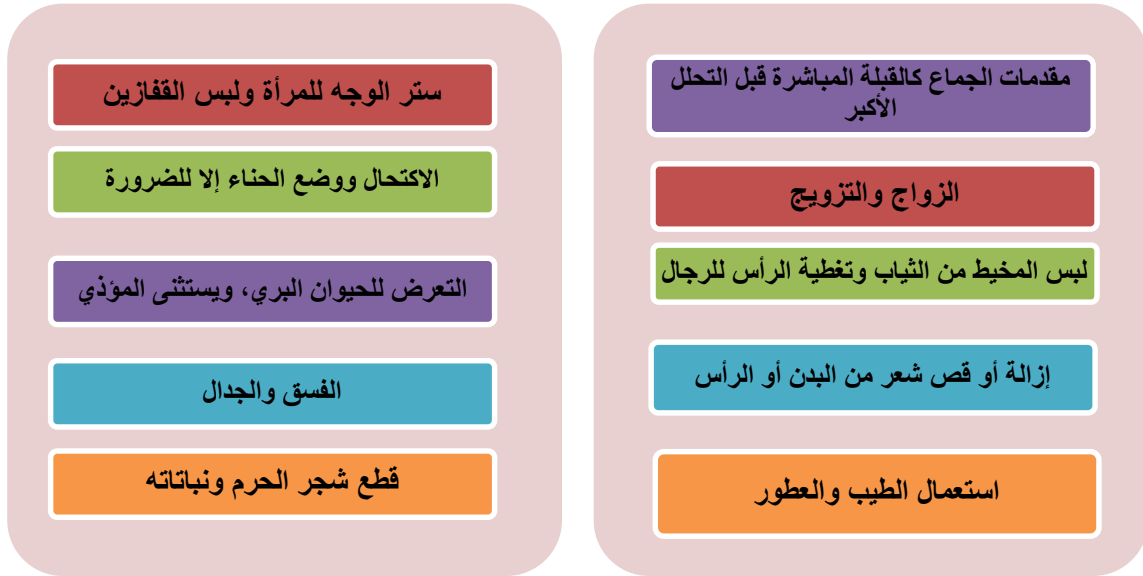 مقدمات الجماع كالقبلة المباشرة قبل التحلل
الأكبر
الزواج والتزويج
لبس المخيط من الثياب وتغطية الرأس للرجال
إزالة أو قص شعر من البدن أو الرأس
استعمال الطيب والعطور
ستر الوجه للمرأة ولبس القفازين
الاكتحال ووضع الحناء إلا للضرورة
التعرض للحيوان البري، ويستثنى المؤذي
الفسق والجدال
قطع شجر الحرم ونباتاته